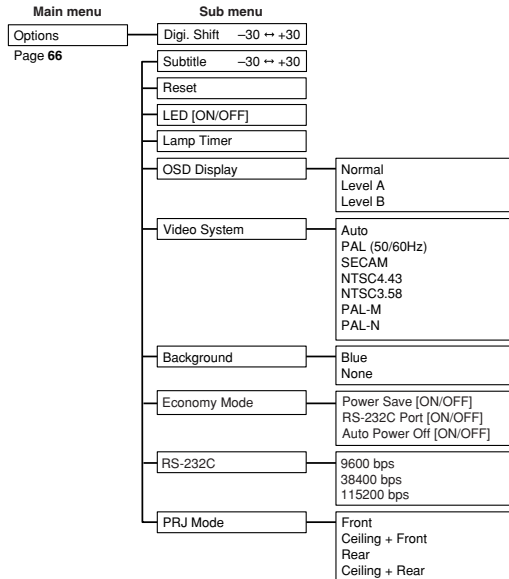 Main menu
Sub menu
Options
Page 66
Digi. Shift –30 ↔ +30
Subtitle –30 ↔ +30
Reset
LED [ON/OFF]
Lamp Timer
OSD Display
Normal
Level A
Level B
Video System
Auto
PAL (50/60Hz)
SECAM
NTSC4.43
NTSC3.58
PAL-M
PAL-N
Background
Blue
None
Economy Mode
Power Save [ON/OFF]
RS-232C Port [ON/OFF]
Auto Power Off [ON/OFF]
RS-232C
9600 bps
38400 bps
115200 bps
PRJ Mode
Front
Ceiling + Front
Rear
Ceiling + Rear